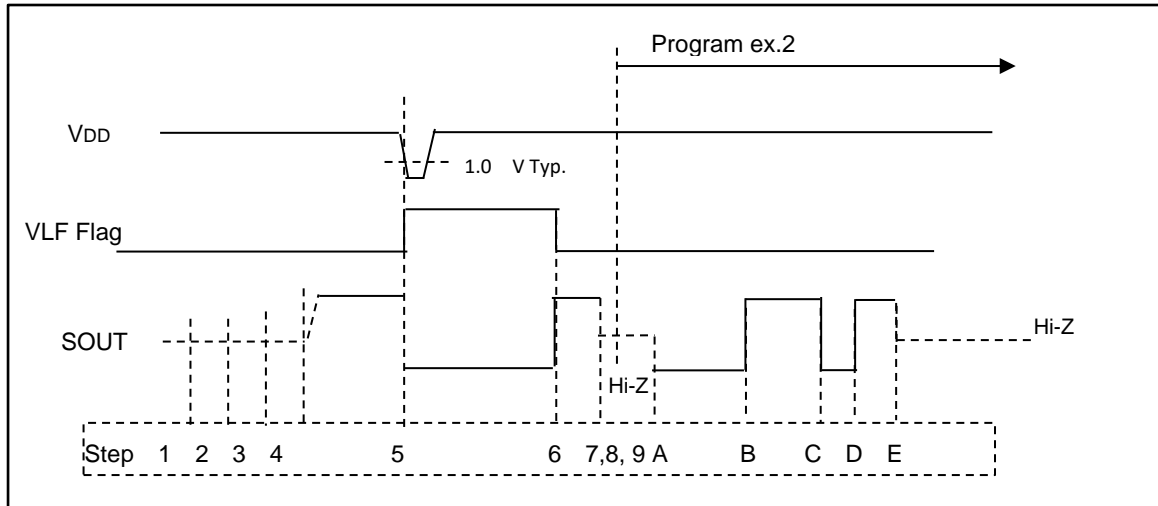 Program ex.2
VDD
1.0 V Typ.
VLF Flag
SOUT
Hi-Z
Hi-Z
Step 1 2 3 4 5 6 7,8, 9 A B C D E